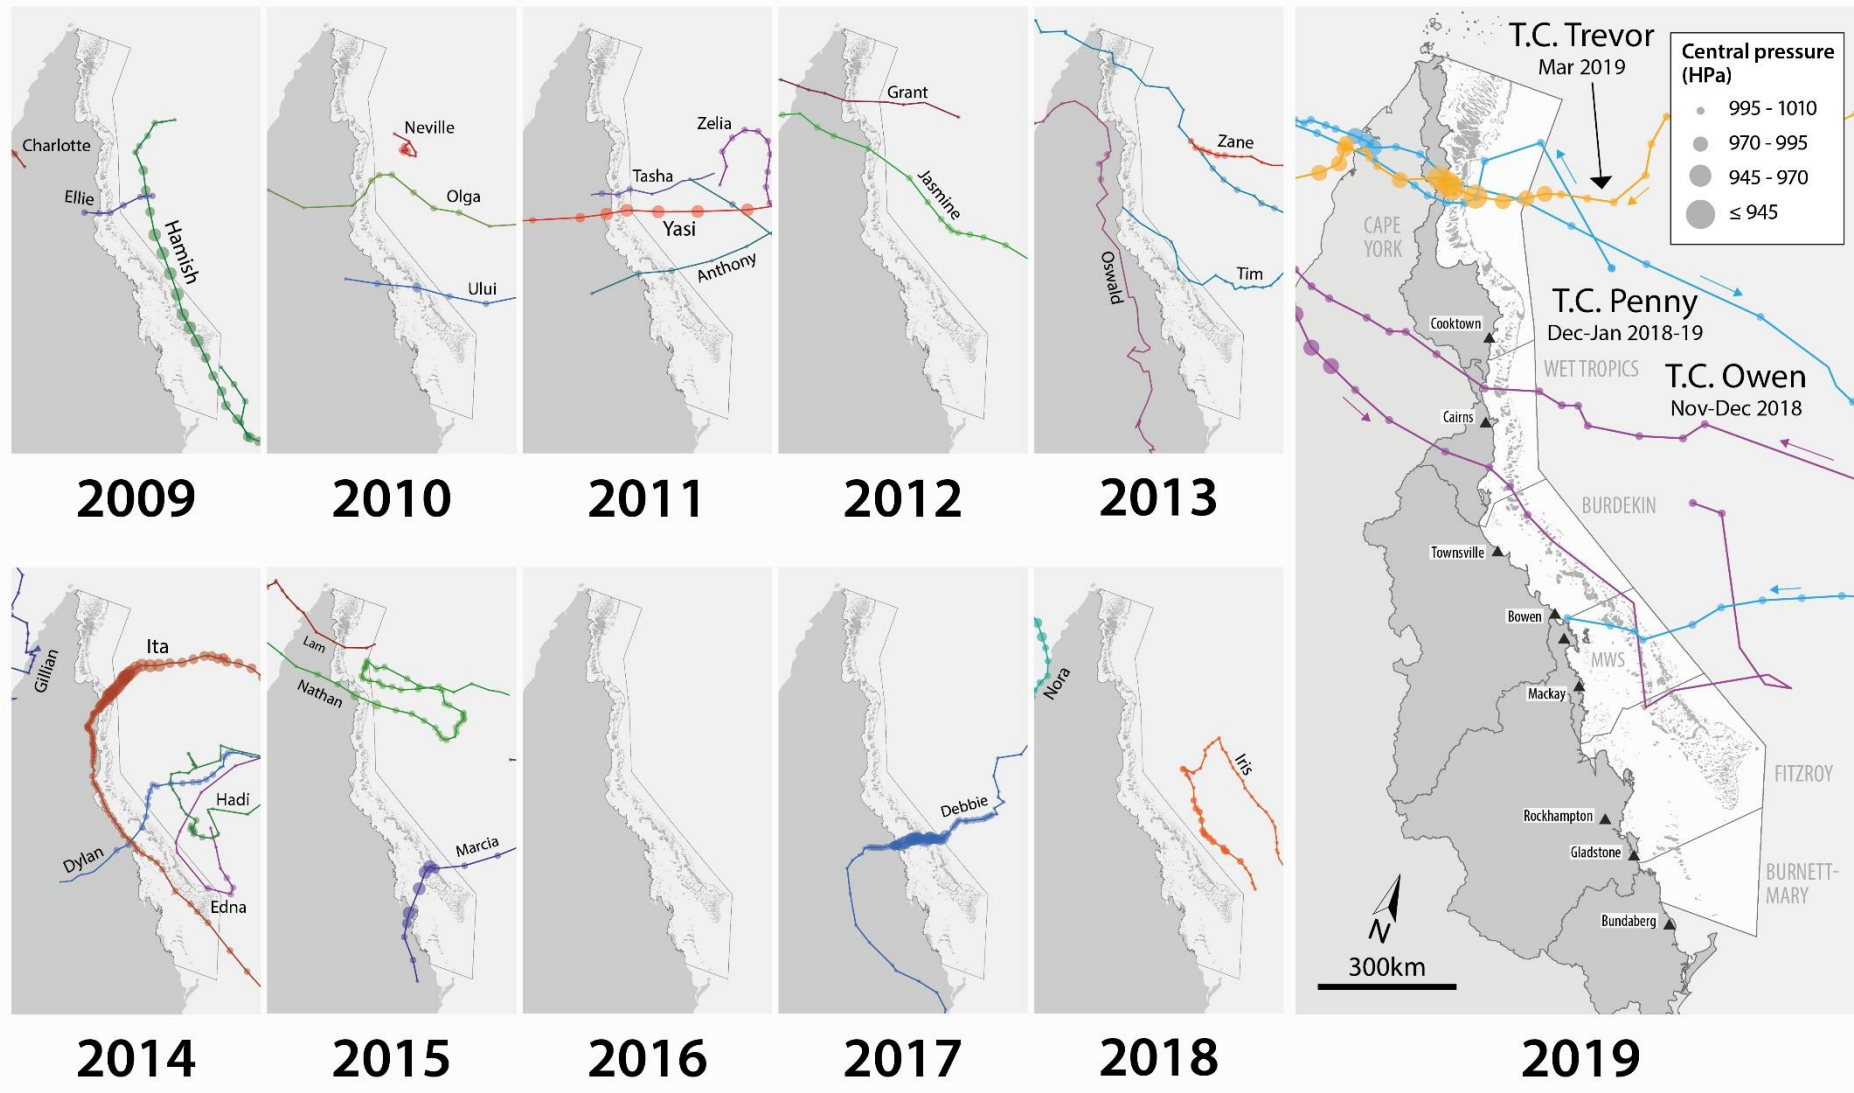 Charlotte
Ellie
Hamish
2009
Neville
Olga
Ului
2010
Zelia
Tasha
Yasi
Anthony
2011
Grant
Jasmine
2012
Zane
Oswald
Tim
2013
Gillian
Ita
Hadi
Dylan
Edna
2014
Lam
Nathan
Marcia
2015
2016
Debbie
2017
Nora
Iris
2018
T.C. Trevor
Mar 2019
Central pressure
(HPa)
995 - 1010
970 - 995
945 - 970
≤ 945
CAPE
YORK
T.C. Penny
Dec-Jan 2018-19
Cooktown
WET TROPICS
T.C. Owen
Nov-Dec 2018
Cairns
BURDEKIN
Townsville
Bowen
MWS
Mackay
FITZROY
Rockhampton
Gladstone
BURNETT-
MARY
Bundaberg
N
300km
2019